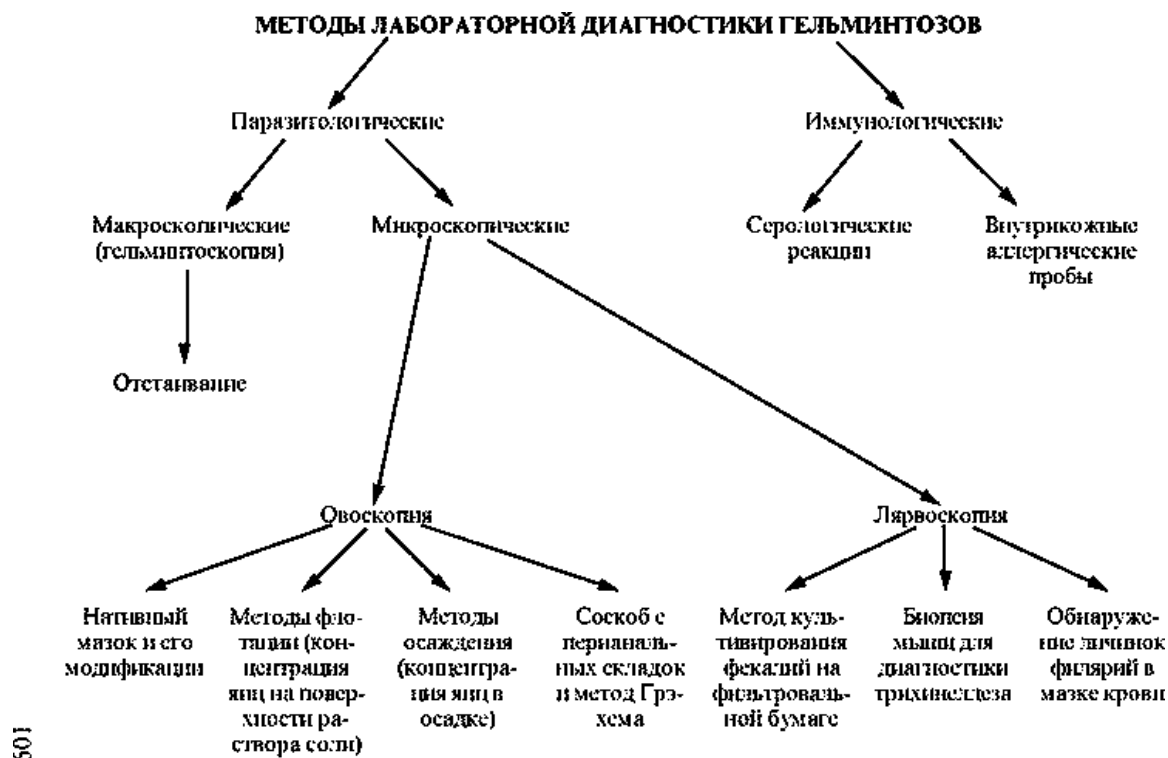 МЕТОДЫ ЛАБОРАТОРНОЙ ДИАГНОСТИКИ ГЕЛЬМИНТОЗОВ
Паразитологические
Иммунологические
Макроскопические
(гельминтоскопия)
Микроскопические
Серологические
реакции
Внутрикожные
аллергические
пробы
Отстаивание
Овоскопия
Лярвоскопия
Нативный
мазок и его
модификации
Методы фло-
тации (кон-
центрация
яиц на повер-
хности ра-
створа соли)
Методы
осаждения
(концентра-
ция яиц в
осадке)
Соскоб с
перианаль-
ных складок
и метод Грэ-
хема
Метод куль-
тивирования
фекалий на
фильтроваль-
ной бумаге
Биопсия
мышц для
диагностики
трихинеллеза
Обнаруже-
ние личинок
филярий в
мазке крови
601